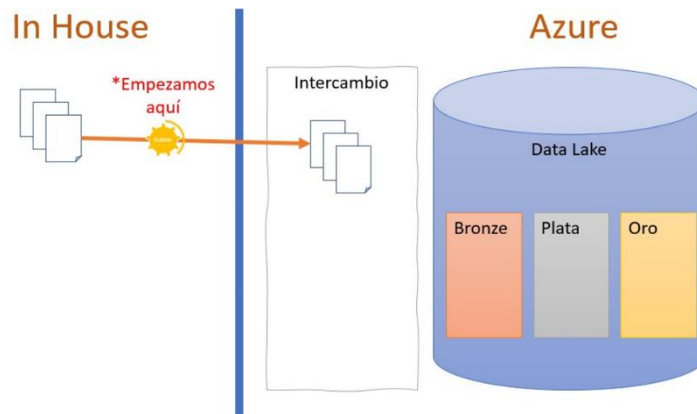 In House
Azure
*Empezamos
aquí
Intercambio
Data Lake
Bronze
Plata
Oro